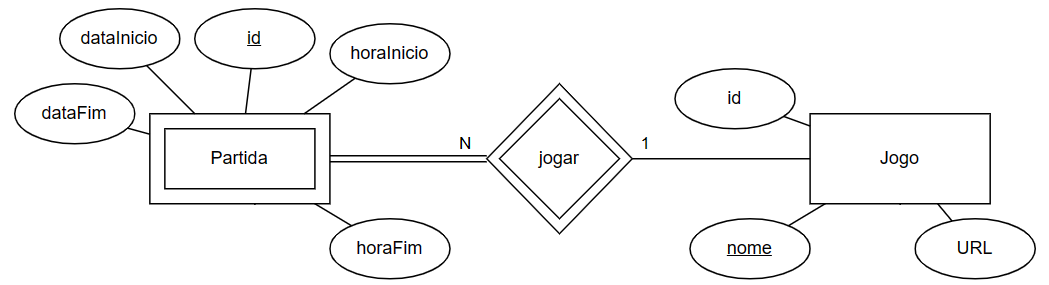 dataInicio
id
horaInicio
dataFim
id
Partida
N
jogar
1
Jogo
horaFim
nome
URL